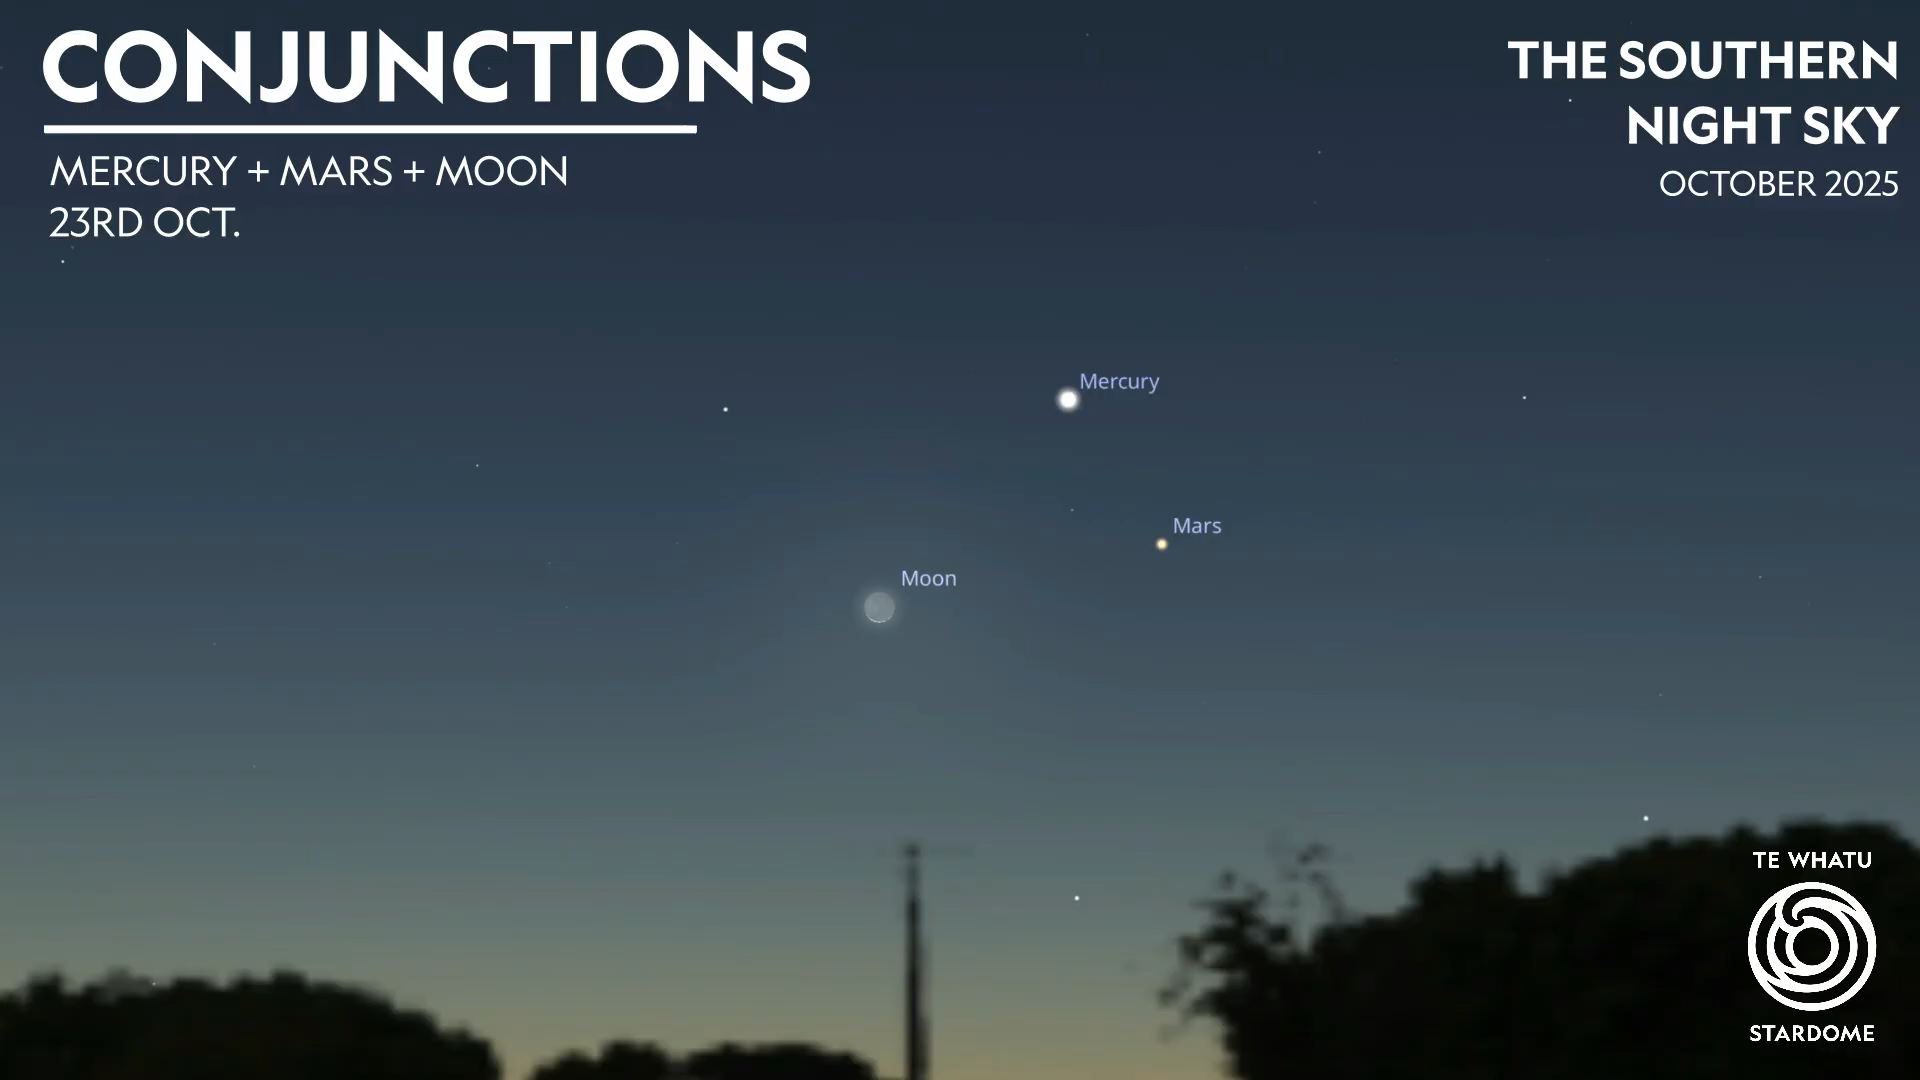 CONJUNCTIONS
MERCURY + MARS + MOON
23RD OCT.
THE SOUTHERN
NIGHT SKY
OCTOBER 2025
Mercury
Mars
Moon
TE WHATU
STARDOME